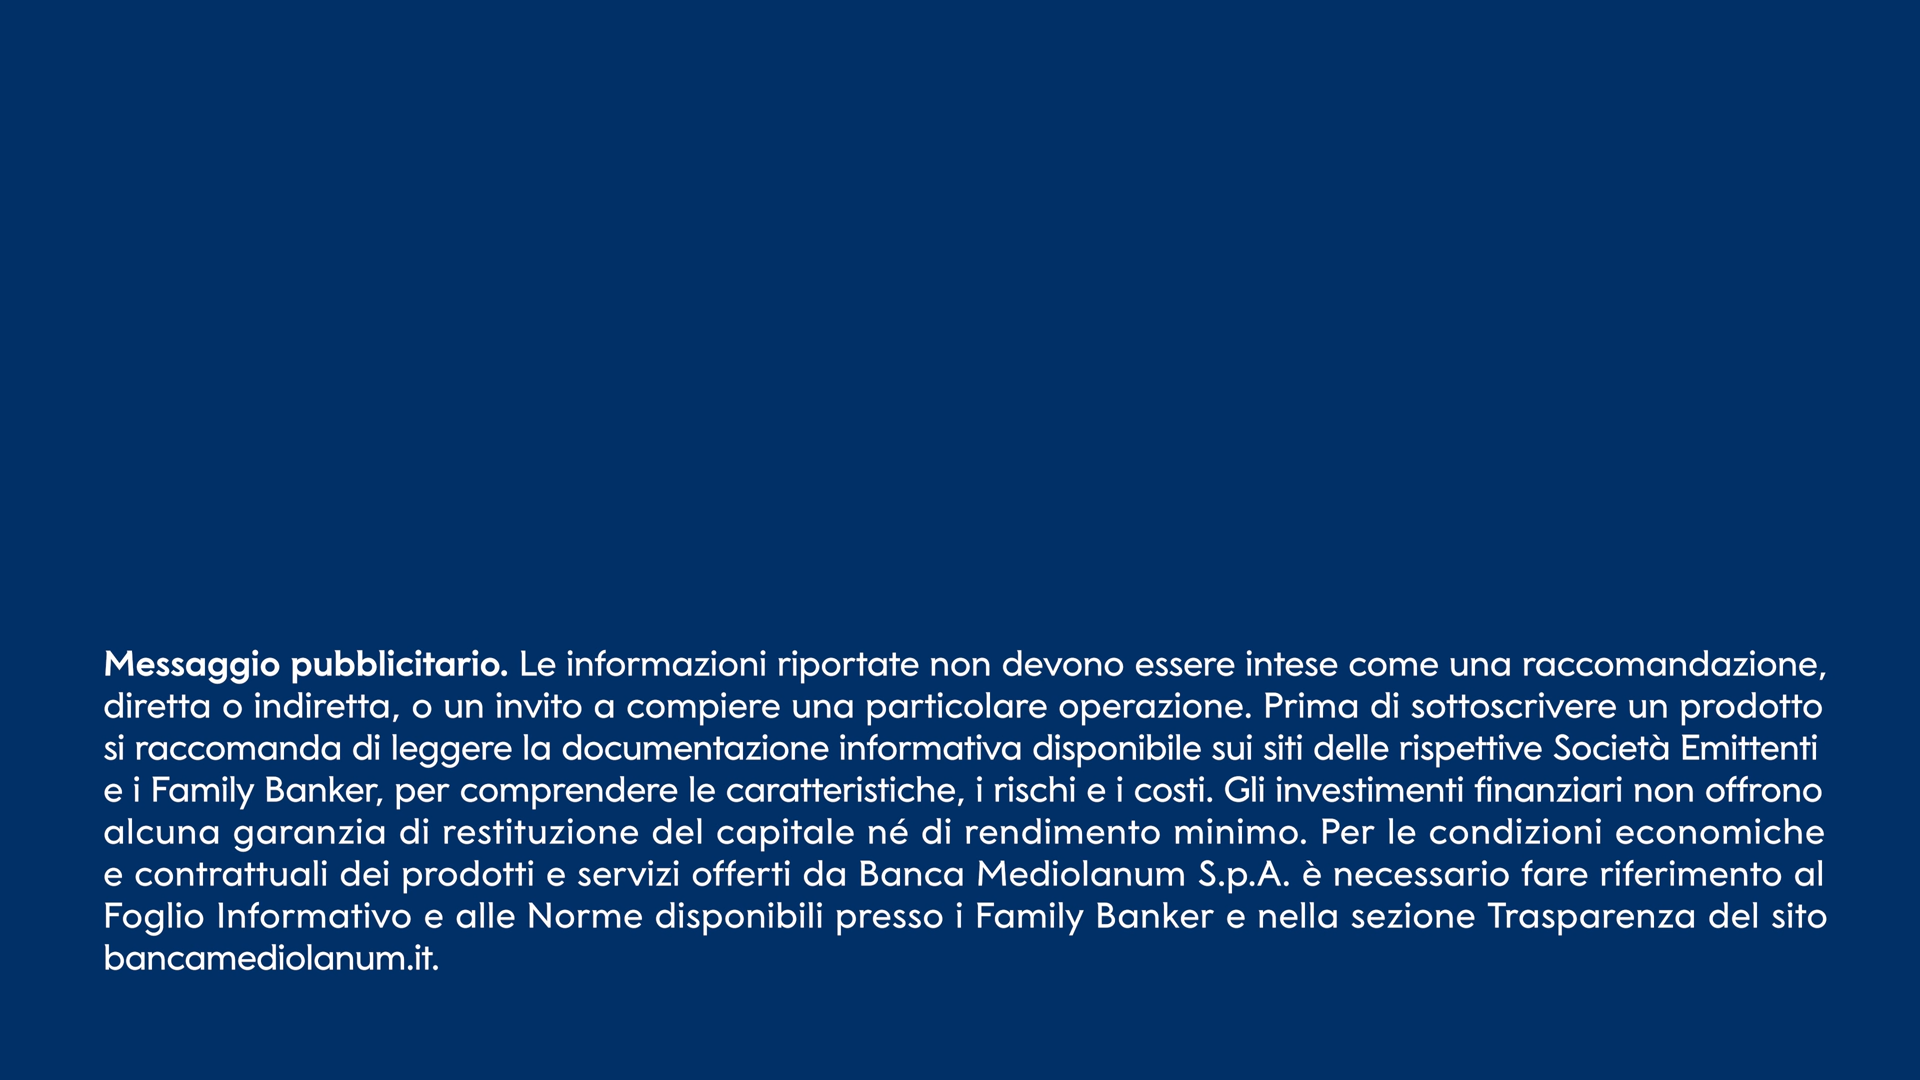 Messaggio pubblicitario. Le informazioni riportate non devono essere intese come una raccomandazione,
diretta o indiretta, o un invito a compiere una particolare operazione. Prima di sottoscrivere un prodotto
si raccomanda di leggere la documentazione informativa disponibile sui siti delle rispettive Società Emittenti
e i Family Banker, per comprendere le caratteristiche, i rischi e i costi. Gli investimenti finanziari non offrono
alcuna garanzia di restituzione del capitale né di rendimento minimo. Per le condizioni economiche
e contrattuali dei prodotti e servizi offerti da Banca Mediolanum S.p.A. è necessario fare riferimento al
Foglio Informativo e alle Norme disponibili presso i Family Banker e nella sezione Trasparenza del sito
bancamediolanum.it.